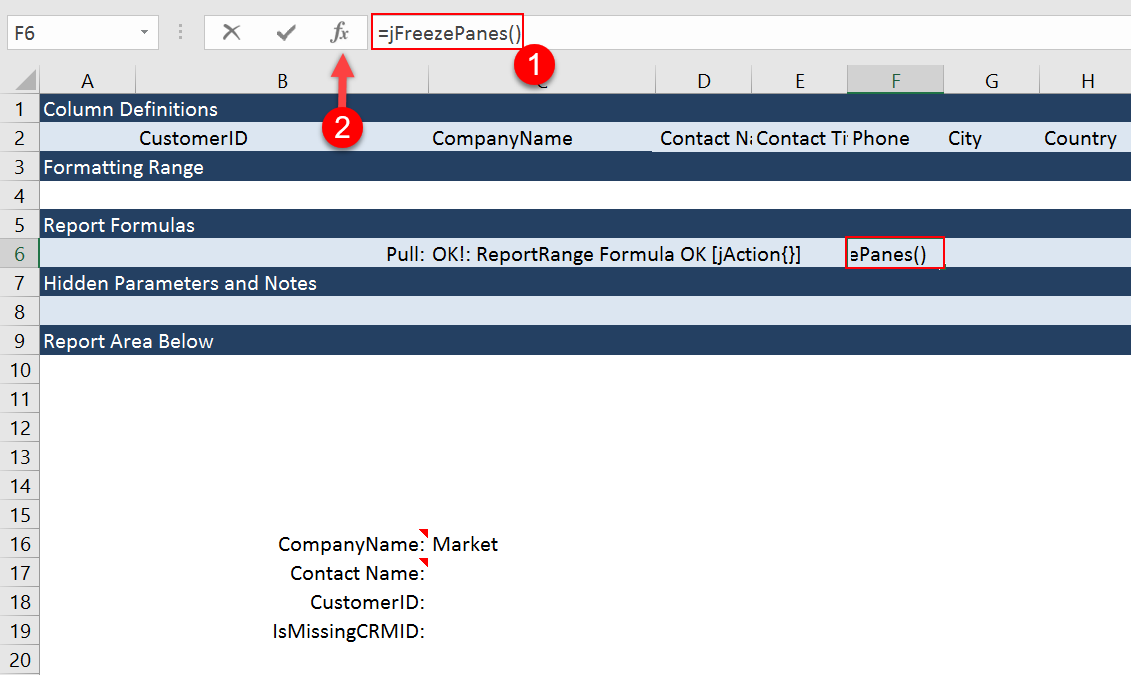 F6 fx =jFreezePanes()
1
A B C D E F G H
2
1 Column Definitions
2 CustomerID CompanyName Contact Na Contact Ti Phone City Country
3 Formatting Range
4
5 Report Formulas
6 Pull: OK!: ReportRange Formula OK [jAction{}] ePanes()
7 Hidden Parameters and Notes
8
9 Report Area Below
10
11
12
13
14
15
16 CompanyName: Market
17 Contact Name:
18 CustomerID:
19 IsMissingCRMID:
20